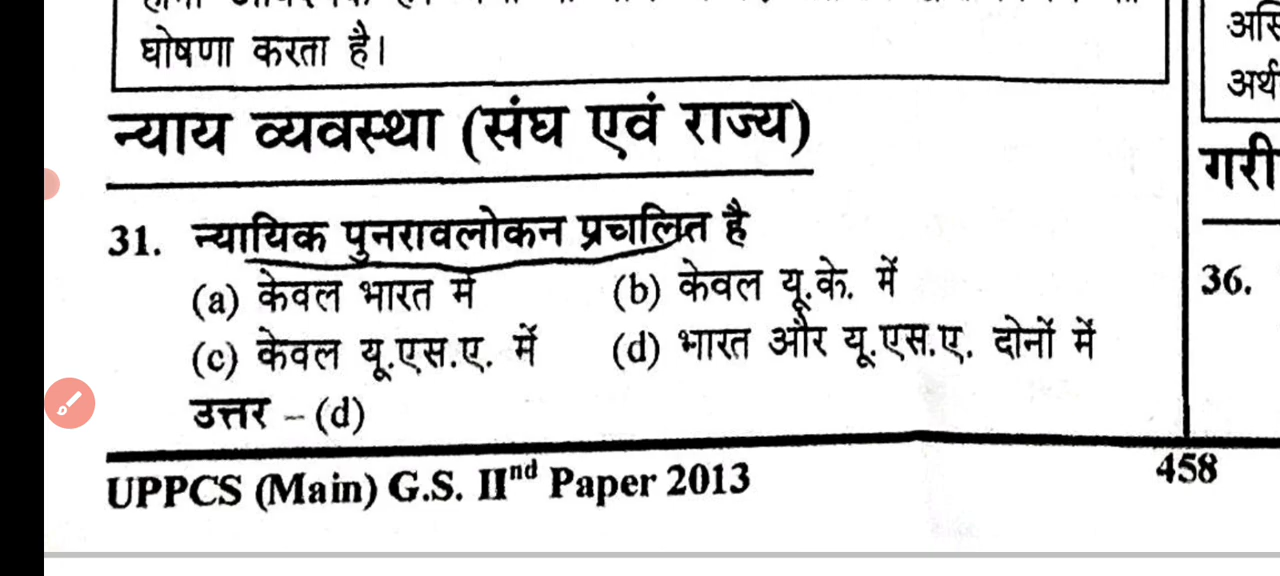 घोषणा करता है।
न्याय व्यवस्था (संघ एवं राज्य)
31. न्यायिक पुनरावलोकन प्रचलित है
(a) केवल भारत में (b) केवल यू.के. में
(c) केवल यू.एस.ए. में (d) भारत और यू.एस.ए. दोनों में
उत्तर – (d)
UPPCS (Main) G.S. IInd Paper 2013
458
गरी
36.